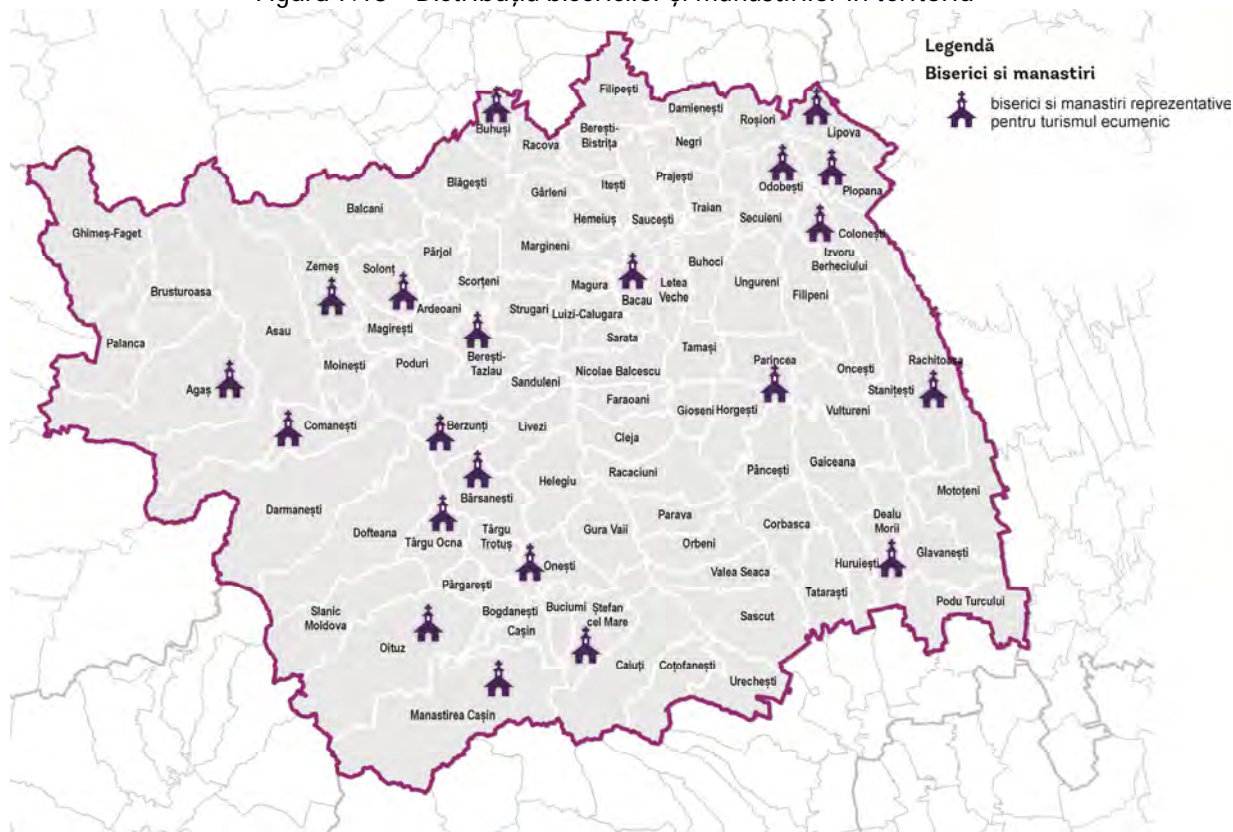 Legendă
Biserici si manastiri
biserici si manastiri reprezentative
pentru turismul ecumenic
Filipești
Damienești
Roșiori
Lipova
Buhuși
Racova
Berești-
Bistrița
Negri
Blăgești
Gârleni
Itești
Prajești
Odobești
Plopana
Balcani
Hemeiuș
Saucești
Traian
Secuieni
Colonești
Ghimeș-Faget
Pârjol
Margineni
Izvoru
Berheciului
Zemeș
Solonț
Scorțeni
Buhoci
Brusturoasa
Ardeoani
Magura
Bacau
Letea
Veche
Ungureni
Filipeni
Strugari
Luizi-Calugara
Asau
Magirești
Palanca
Sarata
Tamași
Moinești
Poduri
Berești-
Tazlau
Parincea
Rachitoasa
Agaș
Sanduleni
Nicolae Balcescu
Oncești
Stanițești
Faraoani
Gioseni
Horgești
Vultureni
Comanești
Berzunți
Livezi
Cleja
Gaiceana
Racaciuni
Pâncești
Helegiu
Bârsanești
Motoțeni
Darmanești
Parava
Dealu
Morii
Dofteana
Târgu Ocna
Târgu
Trotuș
Gura Vaii
Corbasca
Orbeni
Glavanești
Onești
Valea Seaca
Huruiești
Pârgarești
Tatarași
Podu Turcului
Slanic
Moldova
Bogdanești
Buciumi
Ștefan
cel Mare
Sascut
Cașin
Oituz
Caiuți
Coțofanești
Urechești
Manastirea Cașin